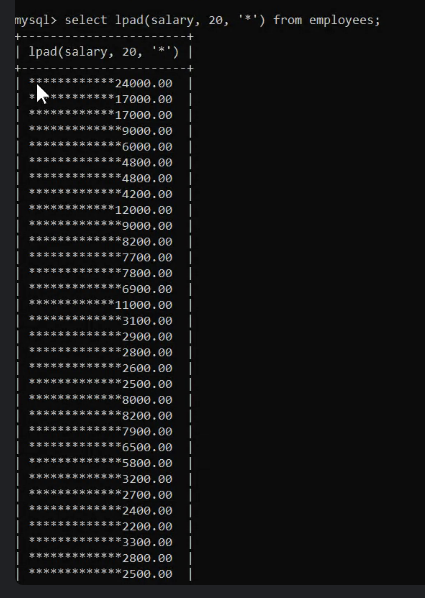 mysql> select lpad(salary, 20, '*') from employees;
+----------------------+
| lpad(salary, 20, '*') |
+----------------------+
| ************24000.00 |
| ************17000.00 |
| ************17000.00 |
| *************9000.00 |
| *************6000.00 |
| *************4800.00 |
| *************4800.00 |
| *************4200.00 |
| ************12000.00 |
| *************9000.00 |
| *************8200.00 |
| *************7700.00 |
| *************7800.00 |
| *************6900.00 |
| ************11000.00 |
| *************3100.00 |
| *************2900.00 |
| *************2800.00 |
| *************2600.00 |
| *************2500.00 |
| *************8000.00 |
| *************8200.00 |
| *************7900.00 |
| *************6500.00 |
| *************5800.00 |
| *************3200.00 |
| *************2700.00 |
| *************2400.00 |
| *************2200.00 |
| *************3300.00 |
| *************2800.00 |
| *************2500.00 |